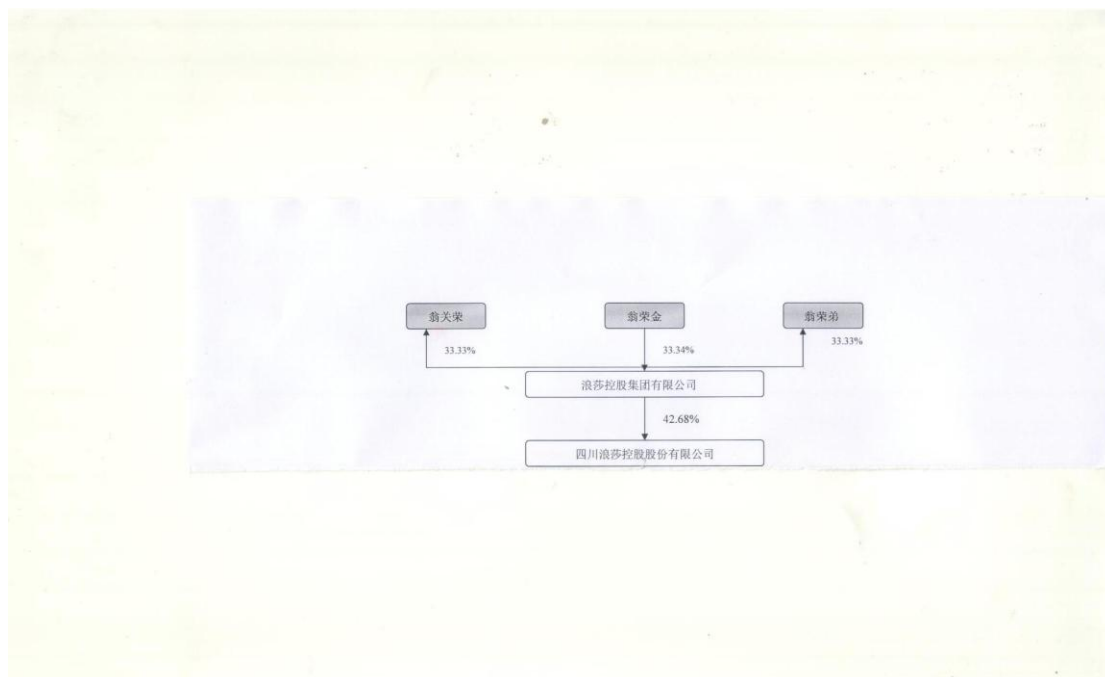 翁关荣
翁荣金
翁荣弟
33.33%
33.34%
33.33%
浪莎控股集团有限公司
42.68%
四川浪莎控股股份有限公司